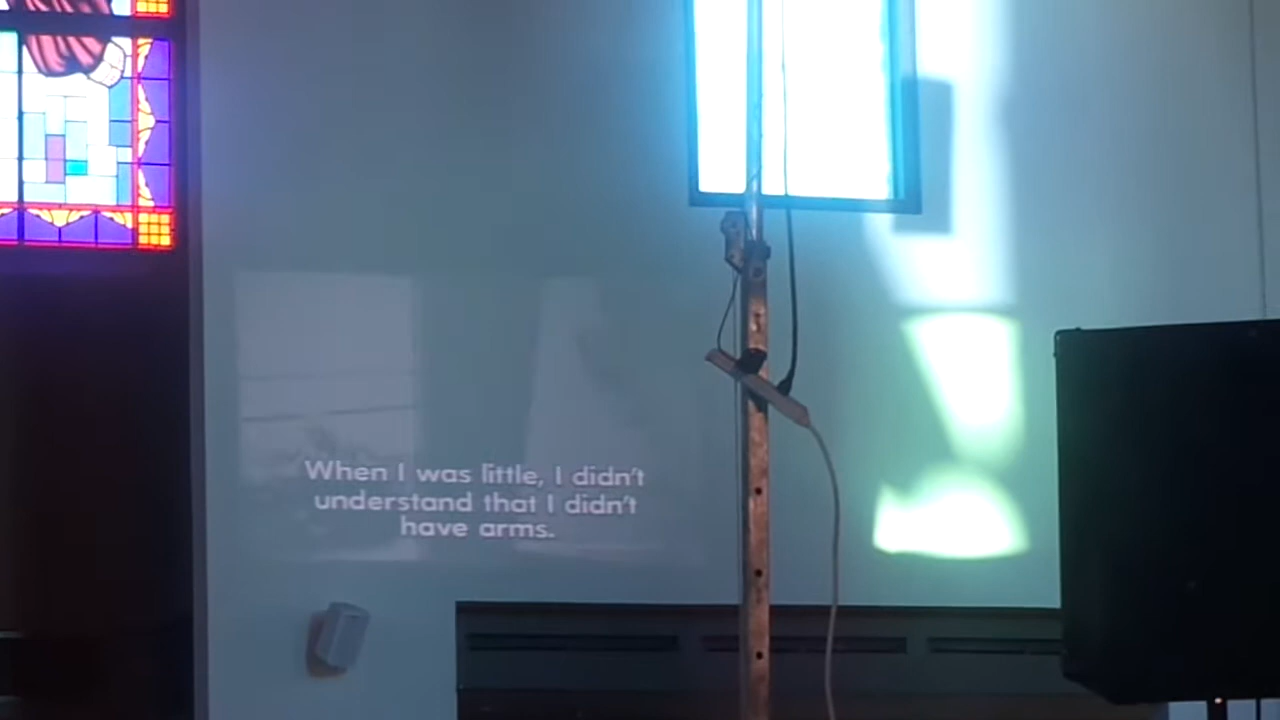 When I was little, I didn't
understand that I didn't
have arms.